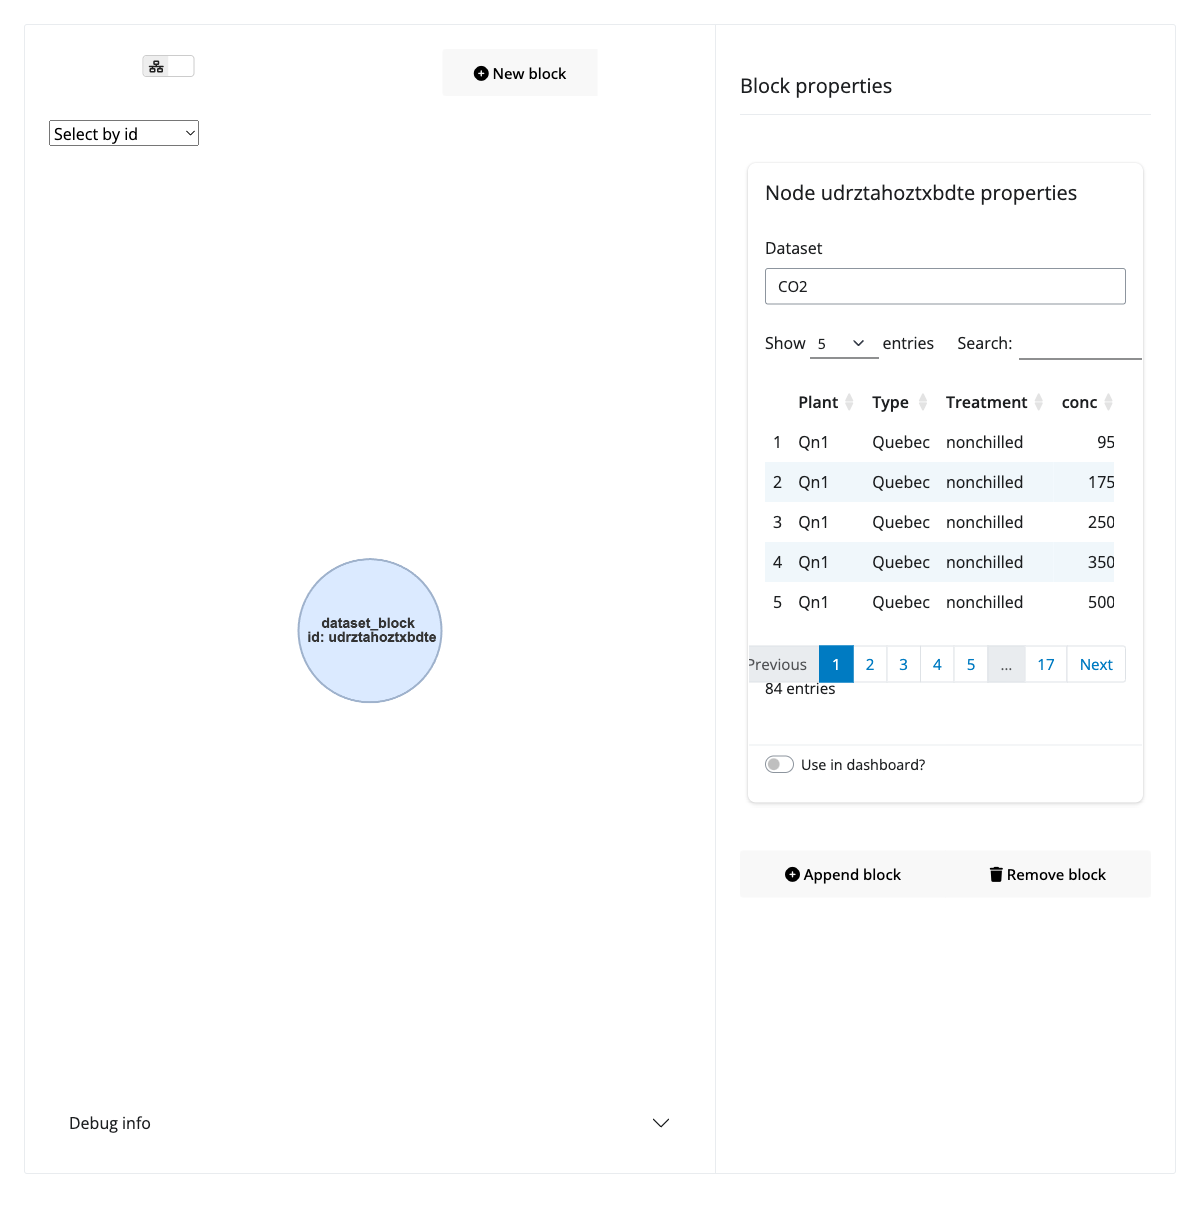 New block
Select by id
dataset_block
id: udrztahoztxbdte
Debug info
Block properties
Node udrztahoztxbdte properties
Dataset
CO2
Show 5 entries Search:
Plant Type Treatment conc
1 Qn1 Quebec nonchilled 95
2 Qn1 Quebec nonchilled 175
3 Qn1 Quebec nonchilled 250
4 Qn1 Quebec nonchilled 350
5 Qn1 Quebec nonchilled 500
Previous 1 2 3 4 5 ... 17 Next
84 entries
Use in dashboard?
Append block Remove block